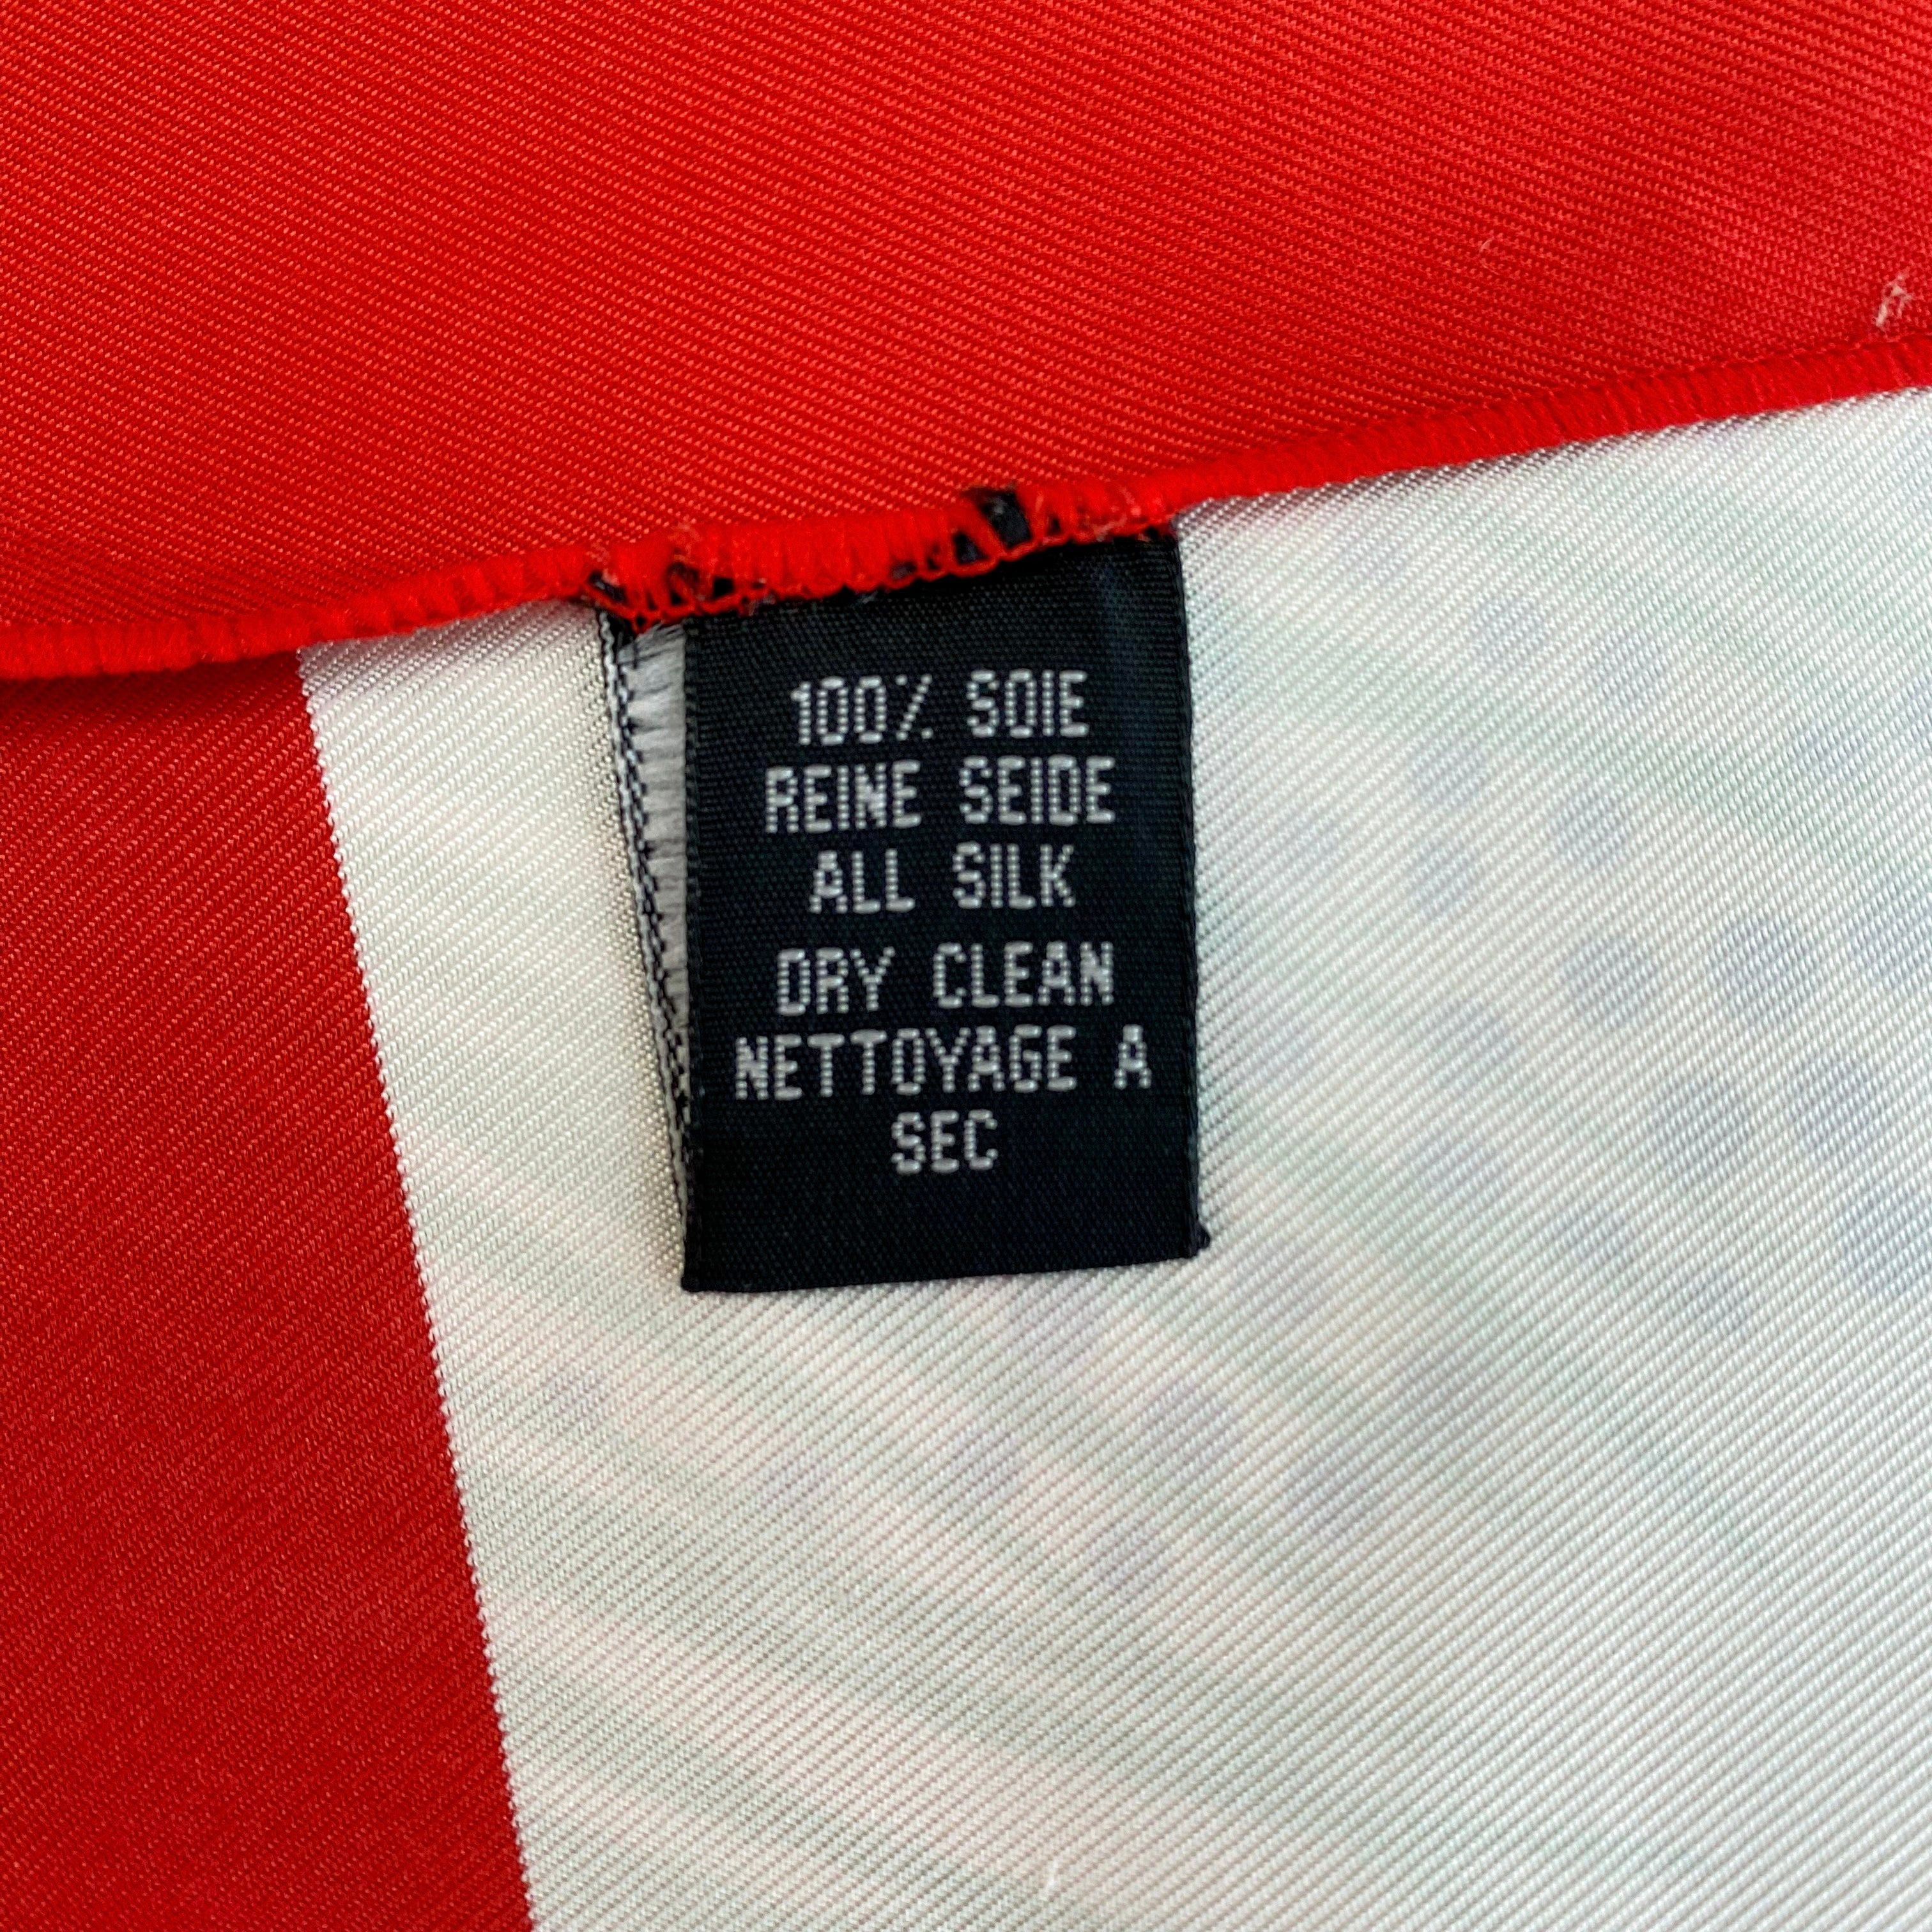 100% SOIE
REINE SEIDE
ALL SILK
DRY CLEAN
NETTOYAGE A
SEC